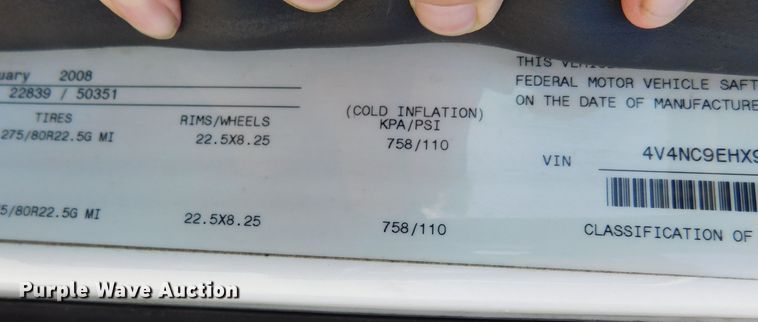 uary 2008
22839 / 50351
TIRES RIMS/WHEELS (COLD INFLATION) KPA/PSI
275/80R22.5G MI 22.5X8.25 758/110
5/80R22.5G MI 22.5X8.25 758/110
THIS
FEDERAL MOTOR VEHICLE SAFT
ON THE DATE OF MANUFACTURE
VIN 4V4NC9EHX9
CLASSIFICATION OF
Purple Wave Auction